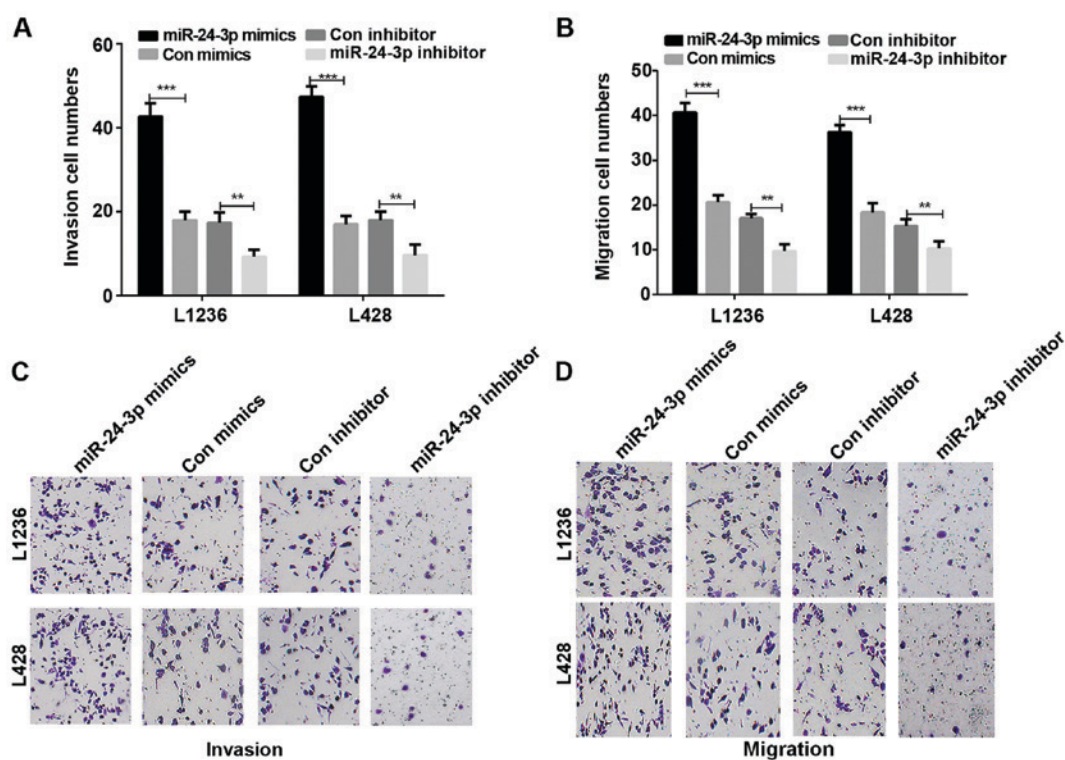 A
miR-24-3p mimics
Con mimics
Con inhibitor
miR-24-3p inhibitor
Invasion cell numbers
60
40
20
0
***
**
***
**
L1236
L428
B
miR-24-3p mimics
Con mimics
Con inhibitor
miR-24-3p inhibitor
Migration cell numbers
50
40
30
20
10
0
***
**
***
**
L1236
L428
C
miR-24-3p mimics
Con mimics
Con inhibitor
miR-24-3p inhibitor
L1236
L428
Invasion
D
miR-24-3p mimics
Con mimics
Con inhibitor
miR-24-3p inhibitor
L1236
L428
Migration